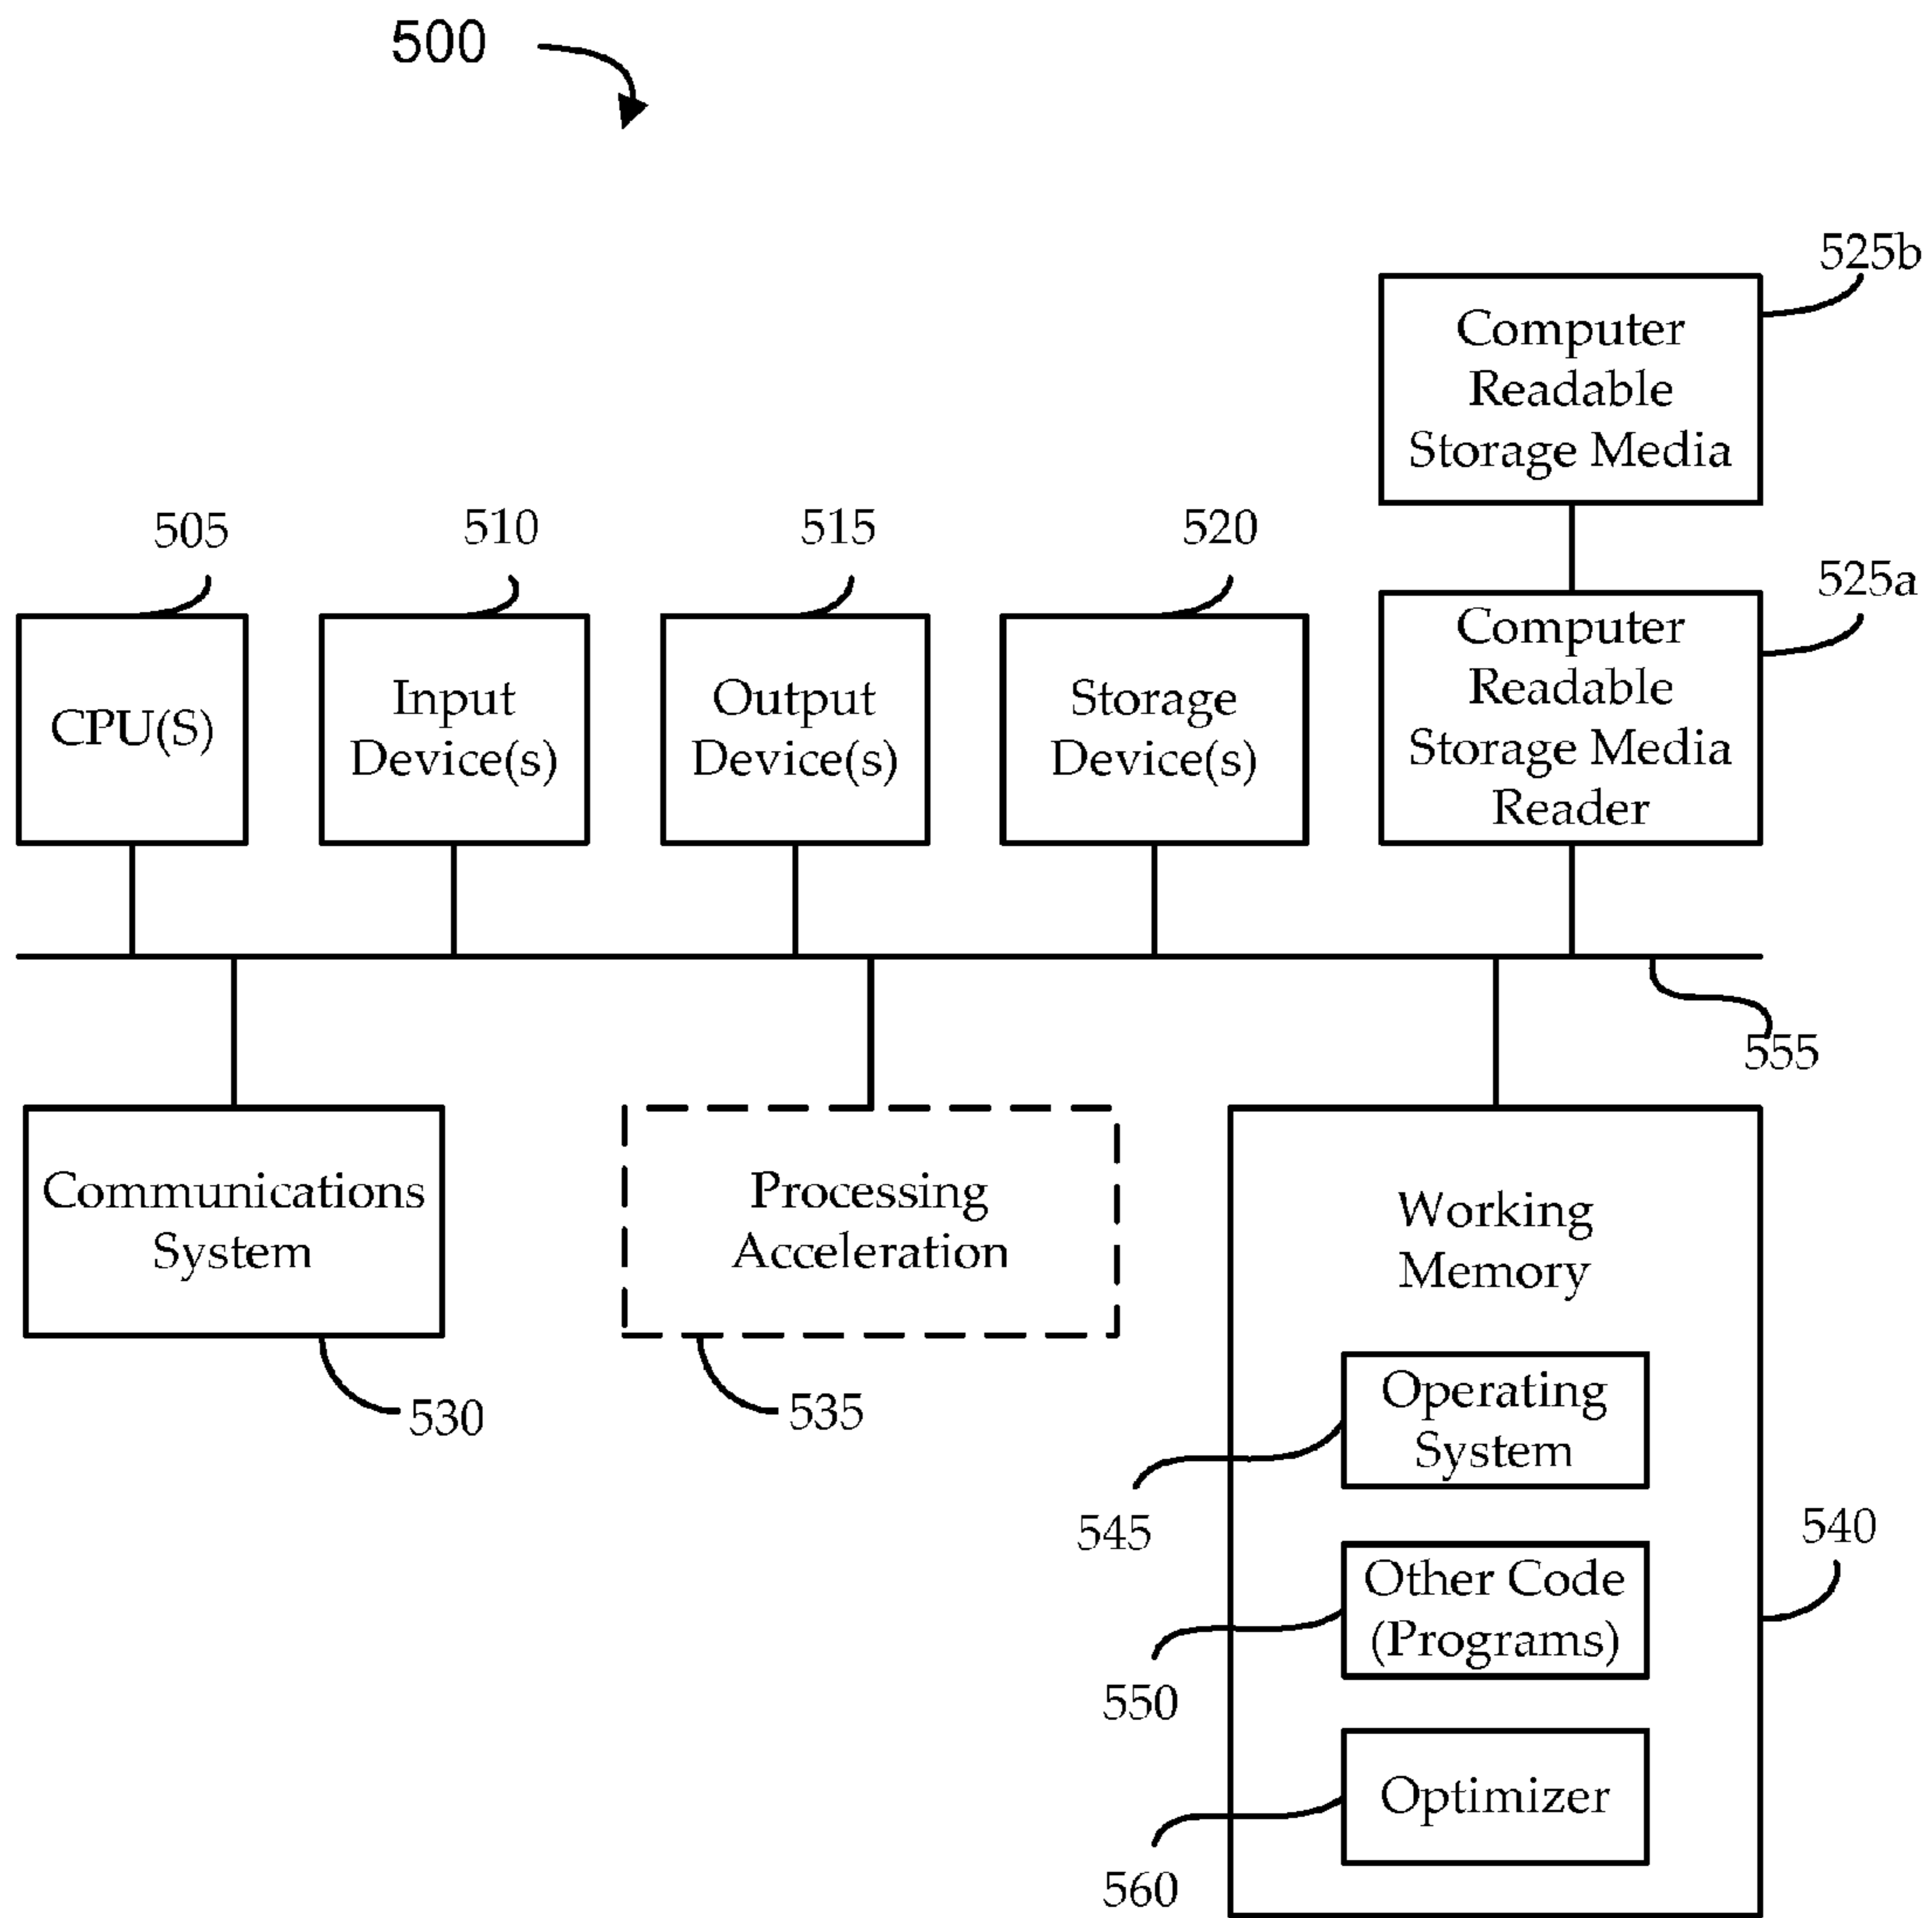 500
525b
Computer
Readable
Storage Media
505
510
515
520
525a
CPU(S)
Input
Device(s)
Output
Device(s)
Storage
Device(s)
Computer
Readable
Storage Media
Reader
555
Communications
System
530
Processing
Acceleration
535
Working
Memory
Operating
System
545
540
Other Code
(Programs)
550
Optimizer
560